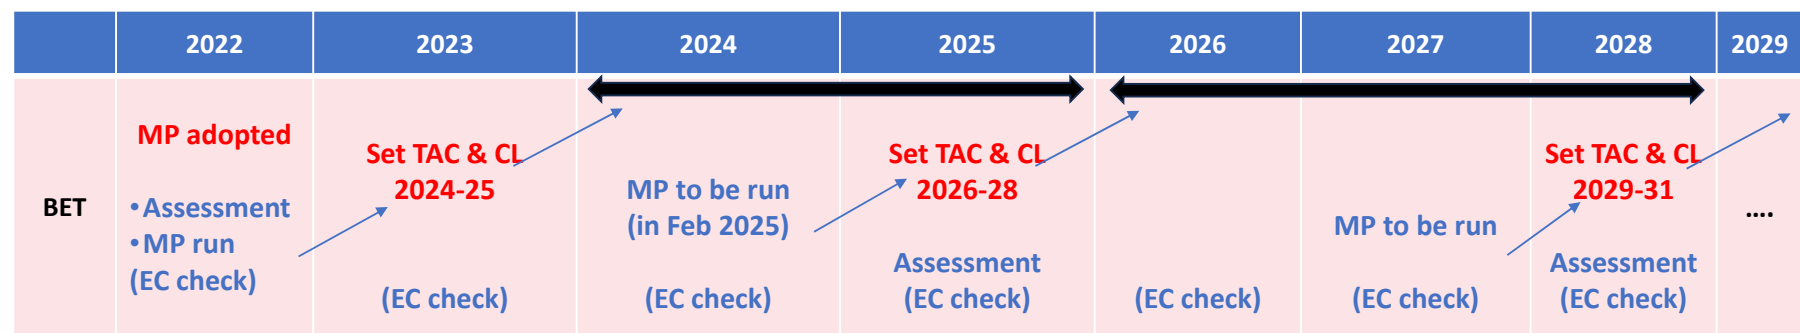 2022 2023 2024 2025 2026 2027 2028 2029
BET
MP adopted
•Assessment
•MP run
(EC check)
Set TAC & CL
2024-25
(EC check)
MP to be run
(in Feb 2025)
(EC check)
Set TAC & CL
2026-28
Assessment
(EC check)
(EC check)
MP to be run
(EC check)
Set TAC & CL
2029-31
Assessment
(EC check)
....